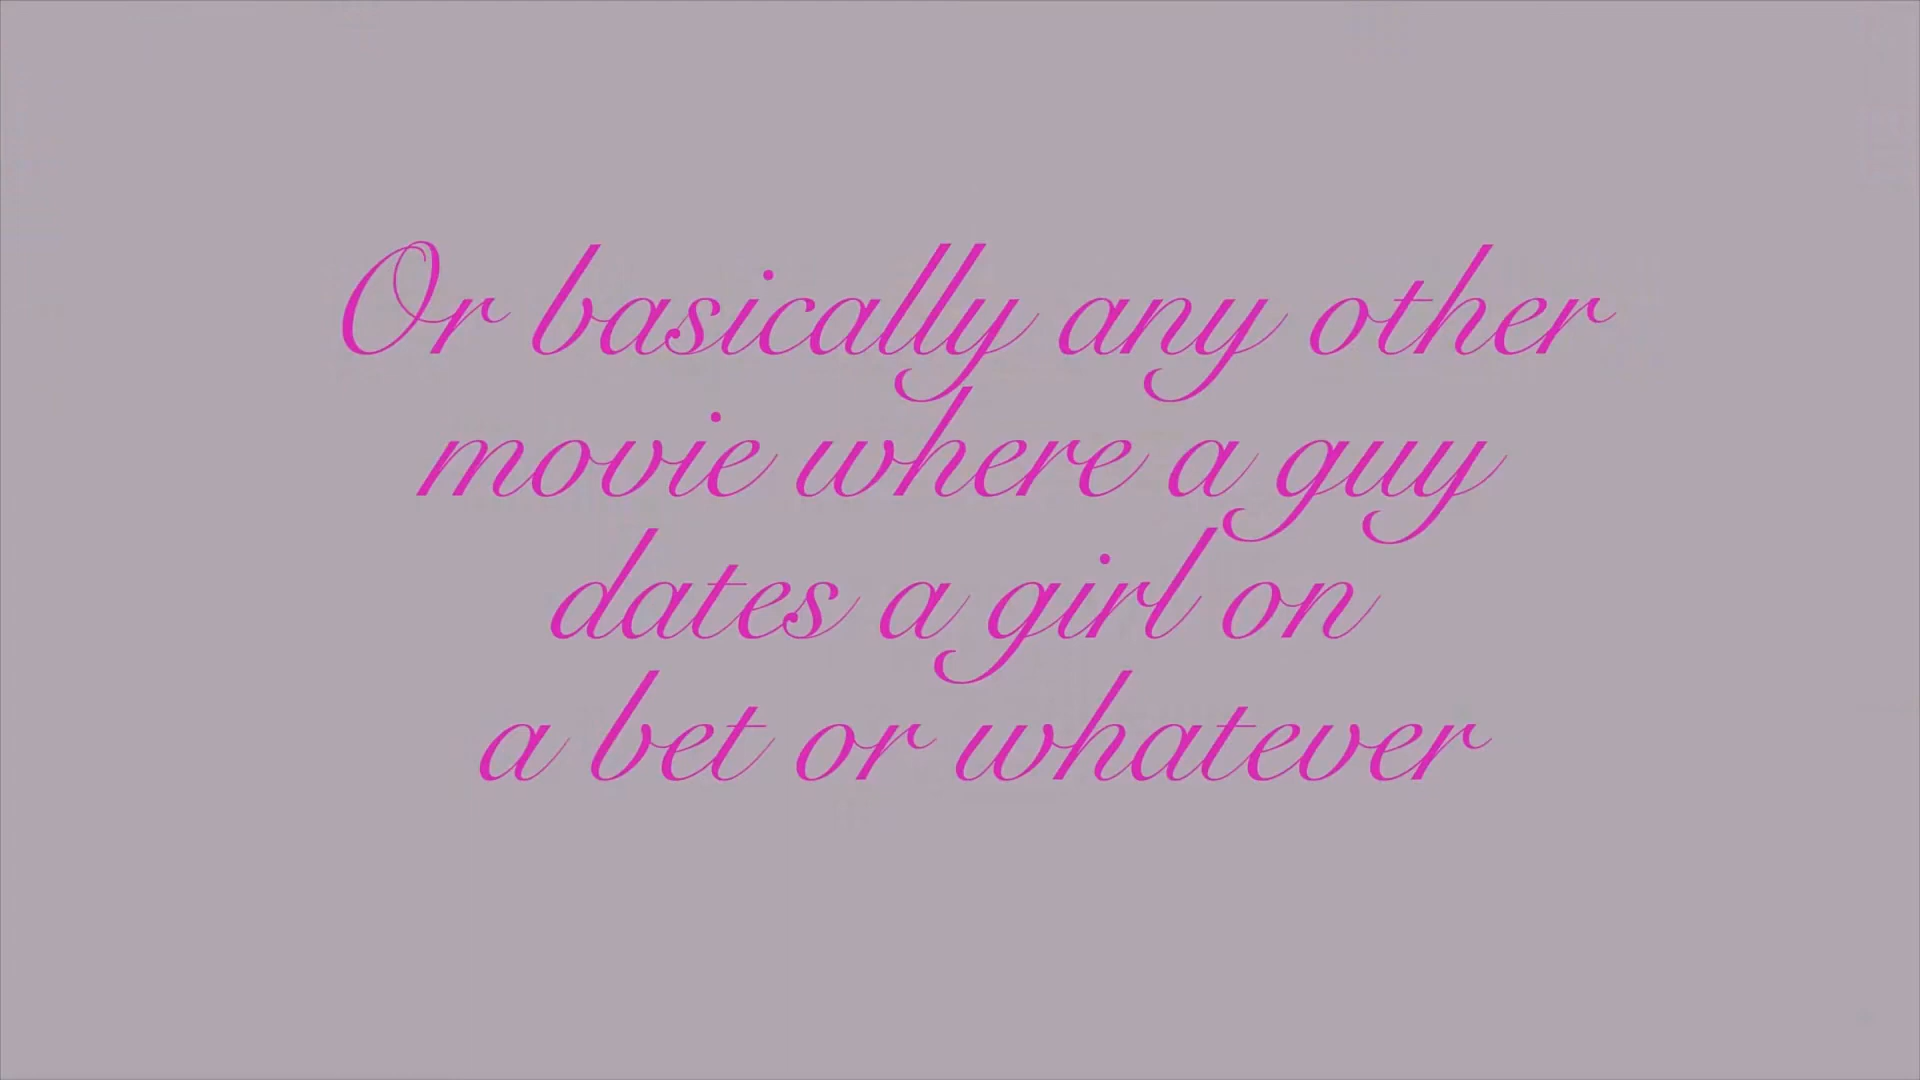 Or basically any other
movie where a guy
dates a girl on
a bet or whatever